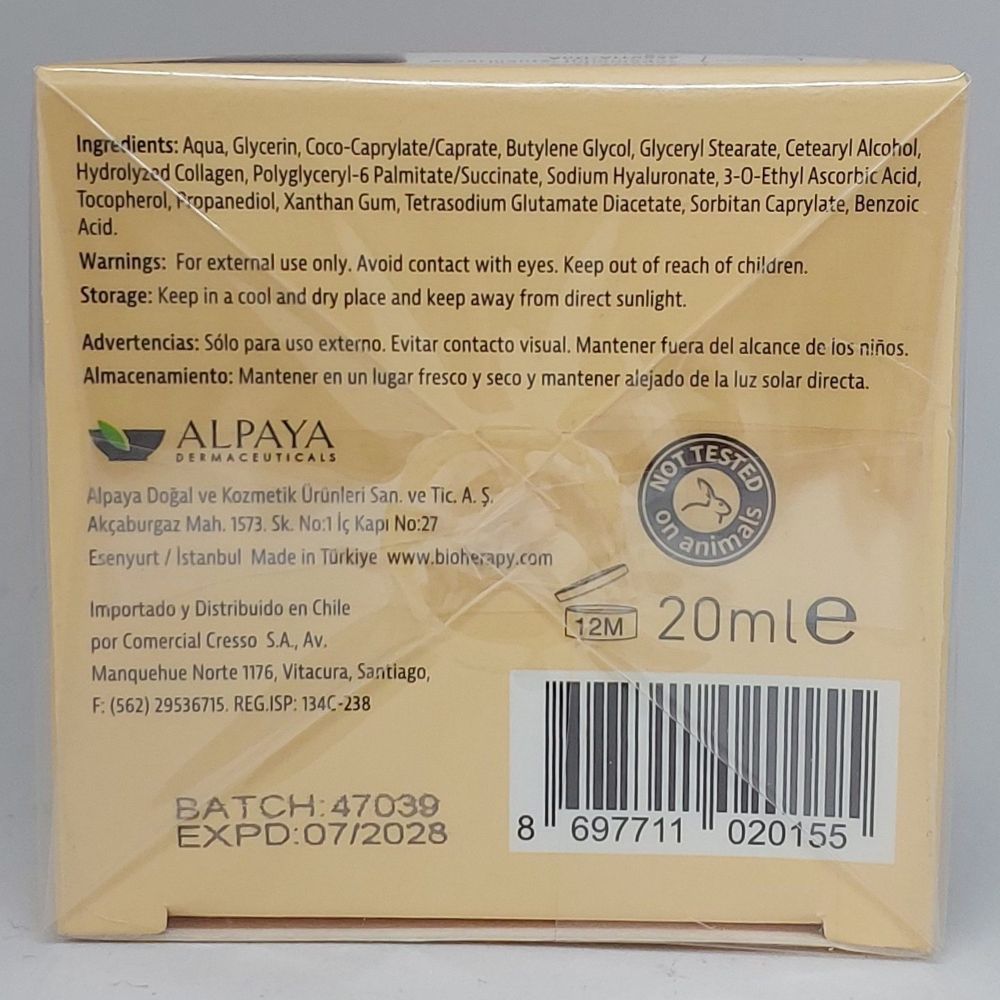 Ingredients: Aqua, Glycerin, Coco-Caprylate/Caprate, Butylene Glycol, Glyceryl Stearate, Cetearyl Alcohol,
Hydrolyzed Collagen, Polyglyceryl-6 Palmitate/Succinate, Sodium Hyaluronate, 3-O-Ethyl Ascorbic Acid,
Tocopherol, Propanediol, Xanthan Gum, Tetrasodium Glutamate Diacetate, Sorbitan Caprylate, Benzoic
Acid.
Warnings: For external use only. Avoid contact with eyes. Keep out of reach of children.
Storage: Keep in a cool and dry place and keep away from direct sunlight.
Advertencias: Sólo para uso externo. Evitar contacto visual. Mantener fuera del alcance de los niños.
Almacenamiento: Mantener en un lugar fresco y seco y mantener alejado de la luz solar directa.
ALPAYA
DERMACEUTICALS
Alpaya Doğal ve Kozmetik Ürünleri San. ve Tic. A. Ş.
Akçaburgaz Mah. 1573. Sk. No:1 İç Kapı No:27
Esenyurt / İstanbul Made in Türkiye www.bioherapy.com
NOT TESTED
on animals
Importado y Distribuido en Chile
por Comercial Cresso S.A., Av.
Manquehue Norte 1176, Vitacura, Santiago,
F: (562) 29536715. REG.ISP: 134C-238
12M
20ml e
BATCH:47039
EXPD:07/2028
8 697711 020155